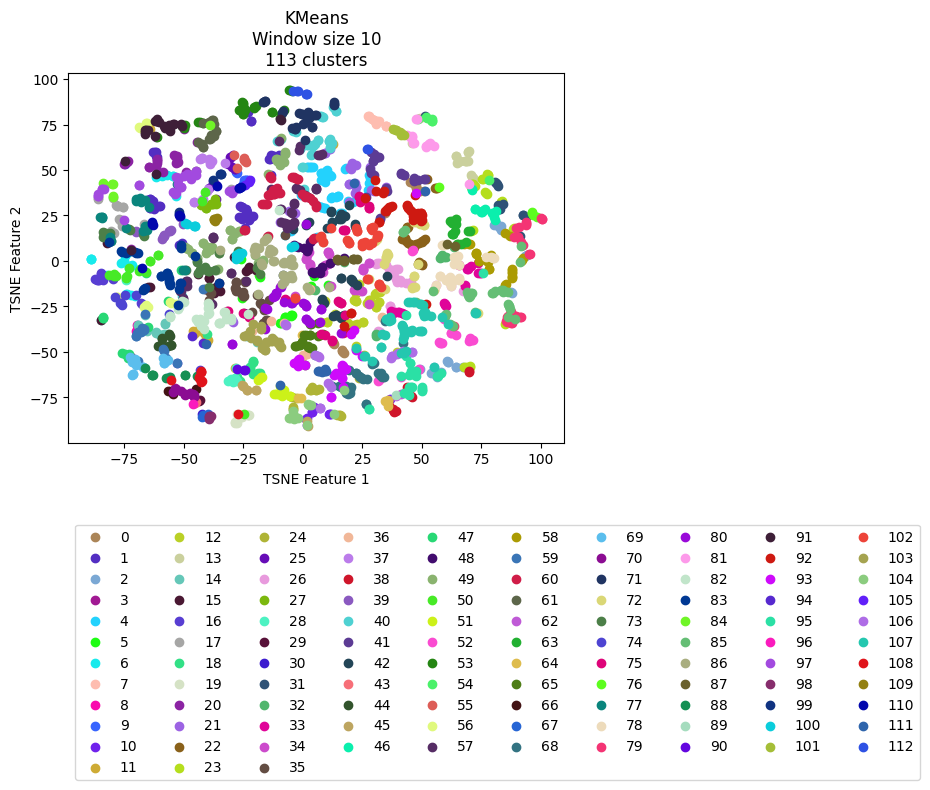 KMeans
Window size 10
113 clusters
100
75
50
25
0
−25
−50
−75
TSNE Feature 2
−75 −50 −25 0 25 50 75 100
TSNE Feature 1
0 12 24 36 47 58 69 80 91 102
1 13 25 37 48 59 70 81 92 103
2 14 26 38 49 60 71 82 93 104
3 15 27 39 50 61 72 83 94 105
4 16 28 40 51 62 73 84 95 106
5 17 29 41 52 63 74 85 96 107
6 18 30 42 53 64 75 86 97 108
7 19 31 43 54 65 76 87 98 109
8 20 32 44 55 66 77 88 99 110
9 21 33 45 56 67 78 89 100 111
10 22 34 46 57 68 79 90 101 112
11 23 35